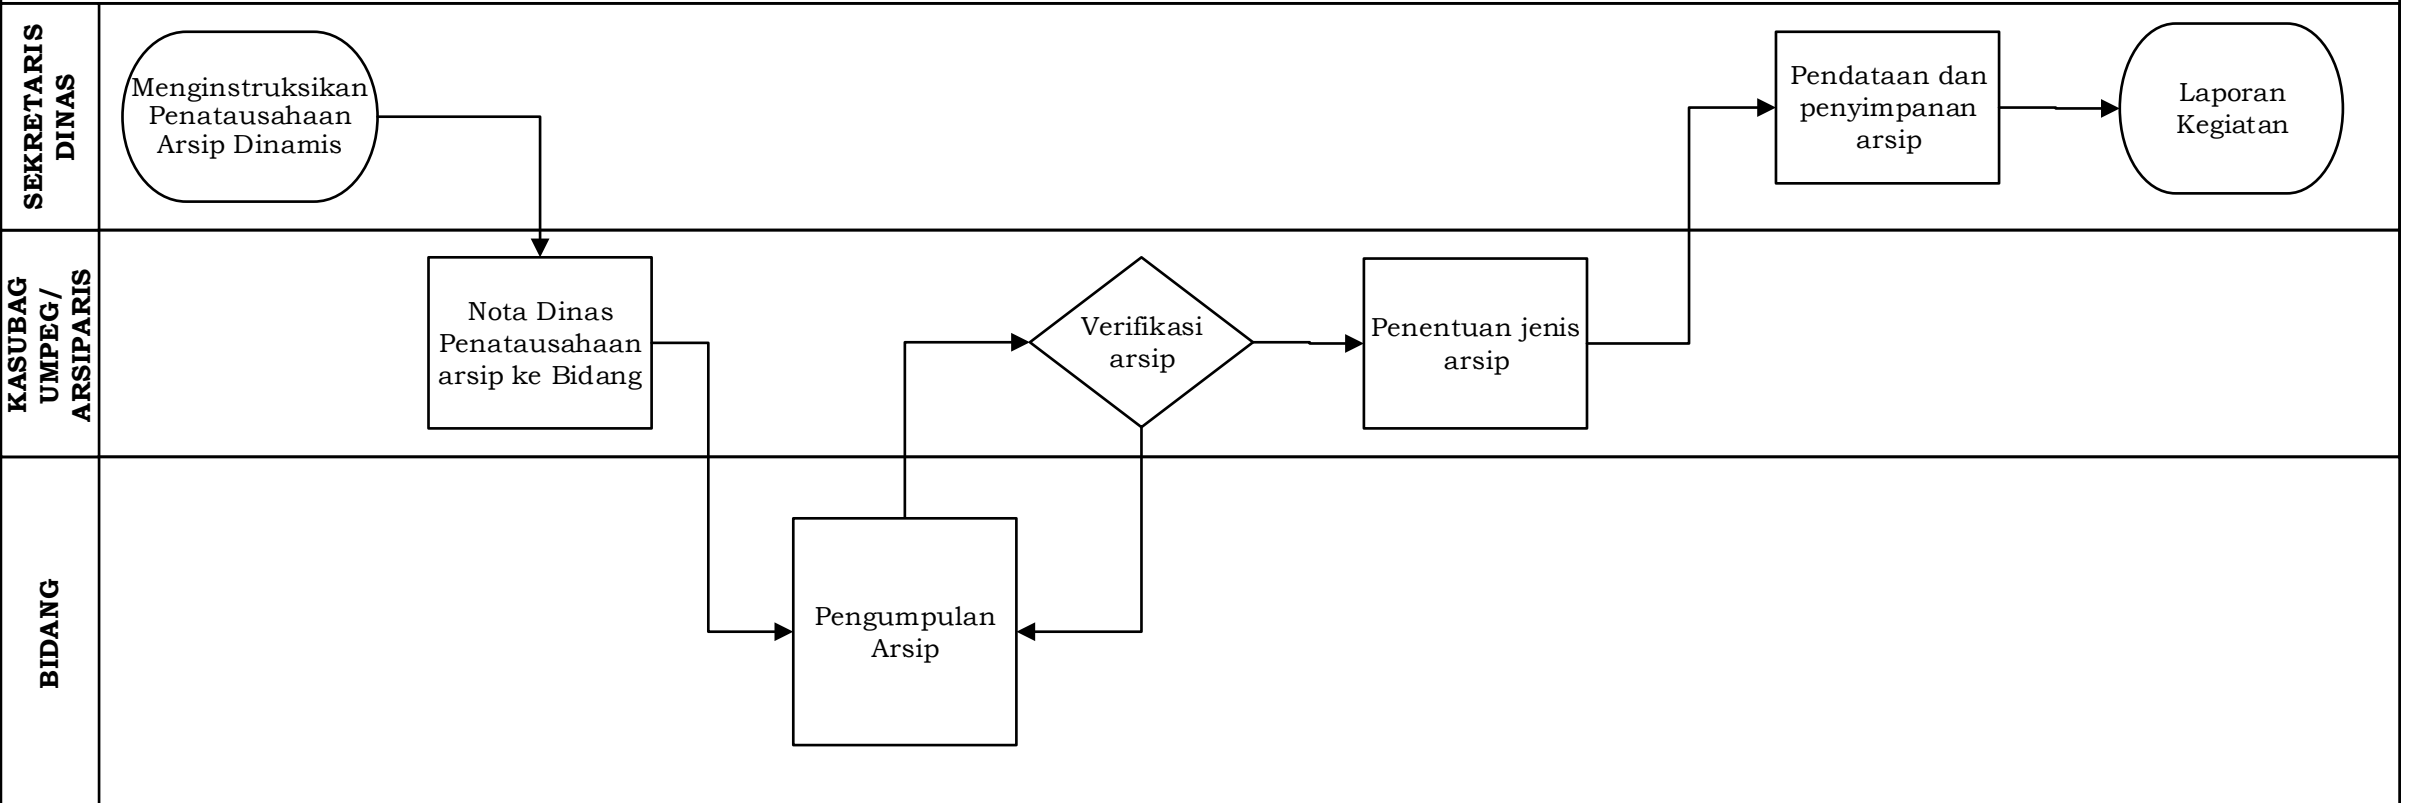 SEKRETARIS
DINAS
Menginstruksikan
Penatausahaan
Arsip Dinamis
Pendataan dan
penyimpanan
arsip
Laporan
Kegiatan
KASUBAG
UMPEG/
ARSIPARIS
Nota Dinas
Penatausahaan
arsip ke Bidang
Verifikasi
arsip
Penentuan jenis
arsip
BIDANG
Pengumpulan
Arsip